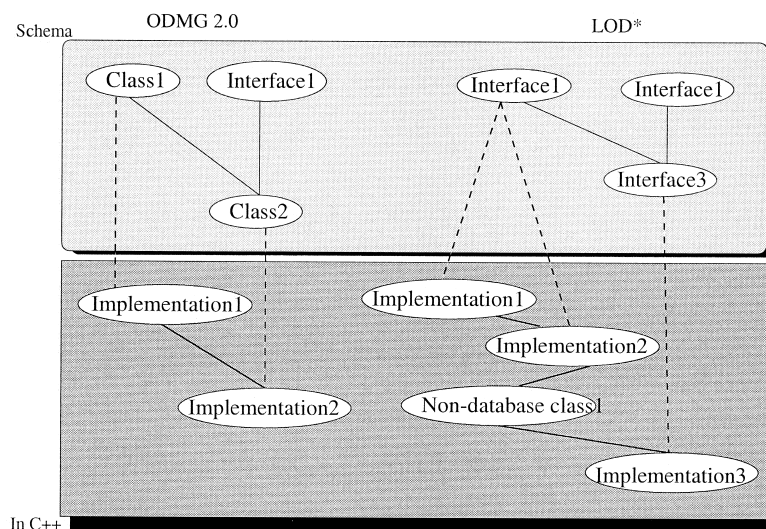 ODMG 2.0
LOD*
Schema
Class1
Interface1
Interface1
Interface1
Class2
Interface3
Implementation1
Implementation1
Implementation2
Implementation2
Non-database class1
Implementation3
In C++